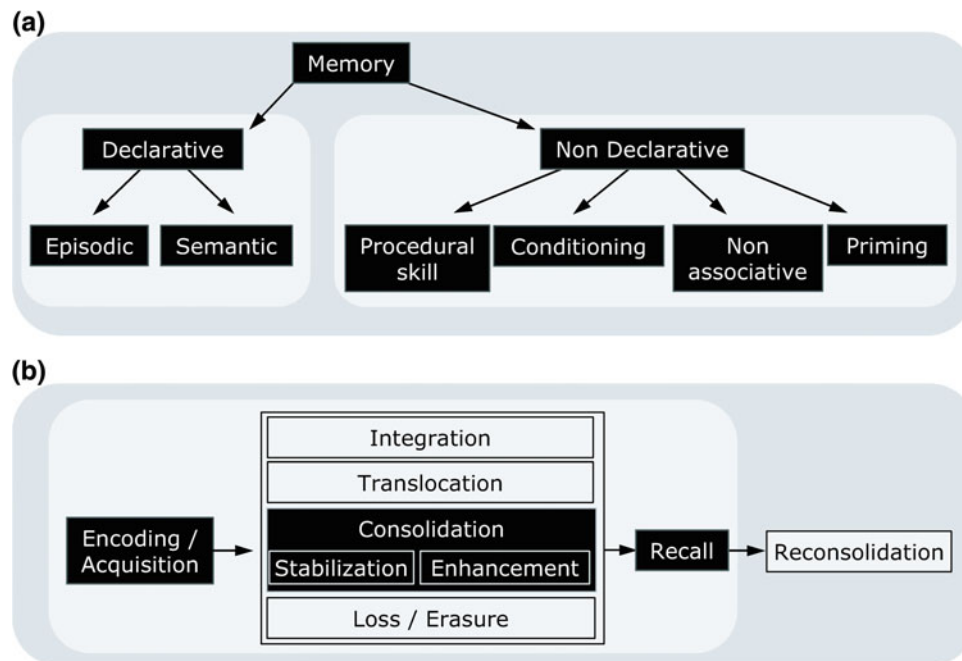 (a)
Memory
Declarative
Non Declarative
Episodic
Semantic
Procedural
skill
Conditioning
Non
associative
Priming
(b)
Integration
Translocation
Consolidation
Stabilization
Enhancement
Loss / Erasure
Encoding /
Acquisition
Recall
Reconsolidation